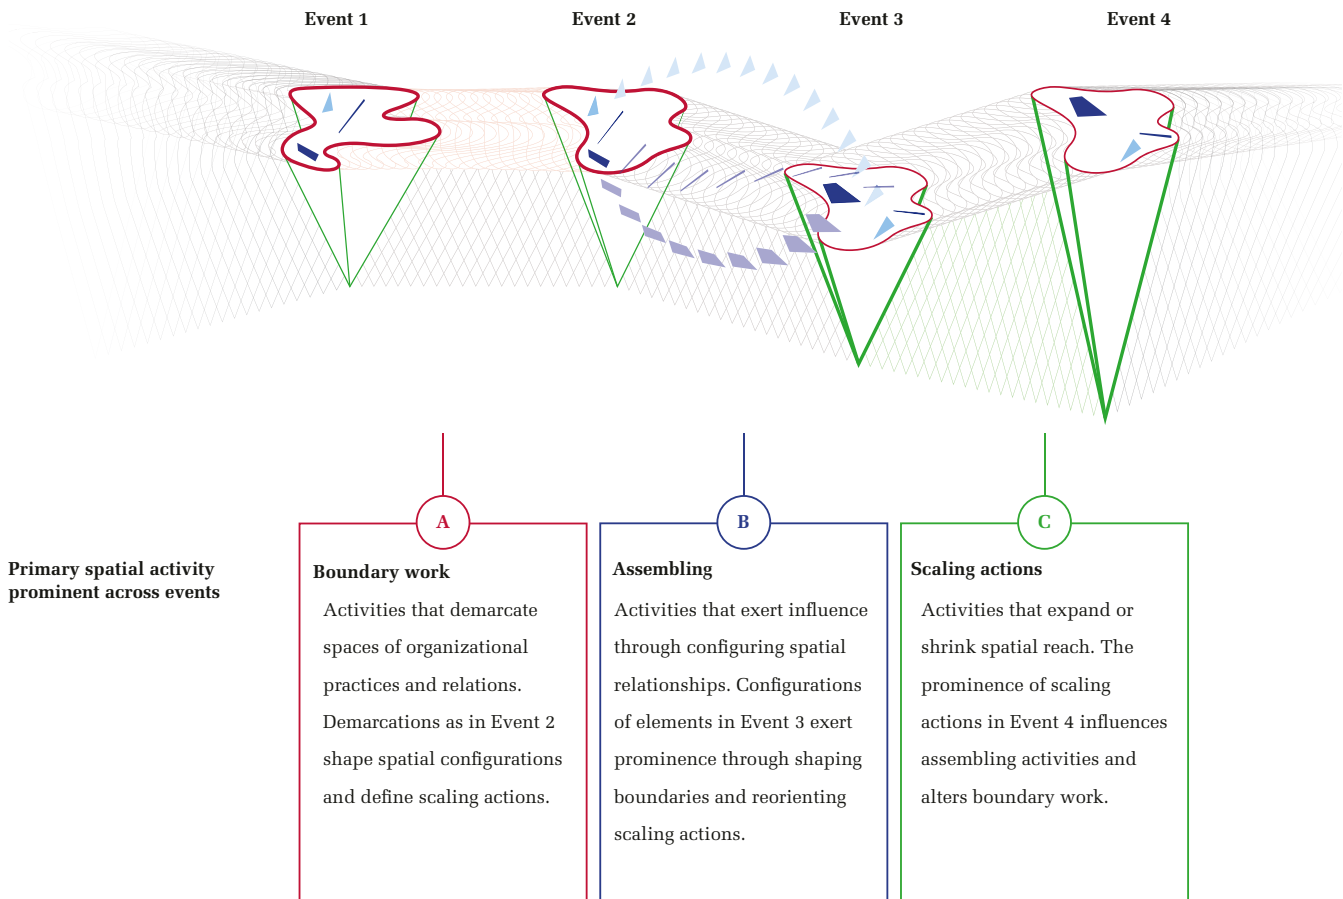 Event 1
Event 2
Event 3
Event 4
A
B
C
Primary spatial activity
prominent across events
Boundary work
Activities that demarcate
spaces of organizational
practices and relations.
Demarcations as in Event 2
shape spatial configurations
and define scaling actions.
Assembling
Activities that exert influence
through configuring spatial
relationships. Configurations
of elements in Event 3 exert
prominence through shaping
boundaries and reorienting
scaling actions.
Scaling actions
Activities that expand or
shrink spatial reach. The
prominence of scaling
actions in Event 4 influences
assembling activities and
alters boundary work.